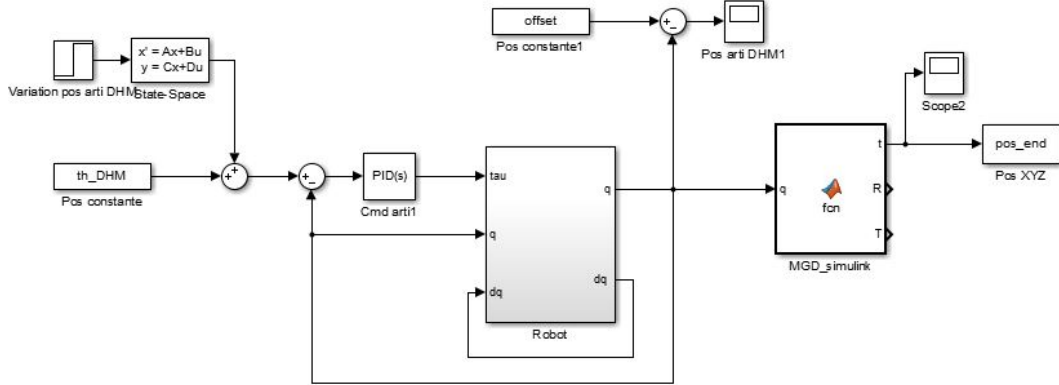 offset
Pos constante1
+
-
Pos arti DHM1
x' = Ax+Bu
y = Cx+Du
Variation pos arti DHM
State-Space
Scope2
th_DHM
Pos constante
+
+
+
-
PID(s)
Cmd arti1
tau
q
dq
q
dq
Robot
q
fcn
t
R
T
MGD_simulink
pos_end
Pos XYZ